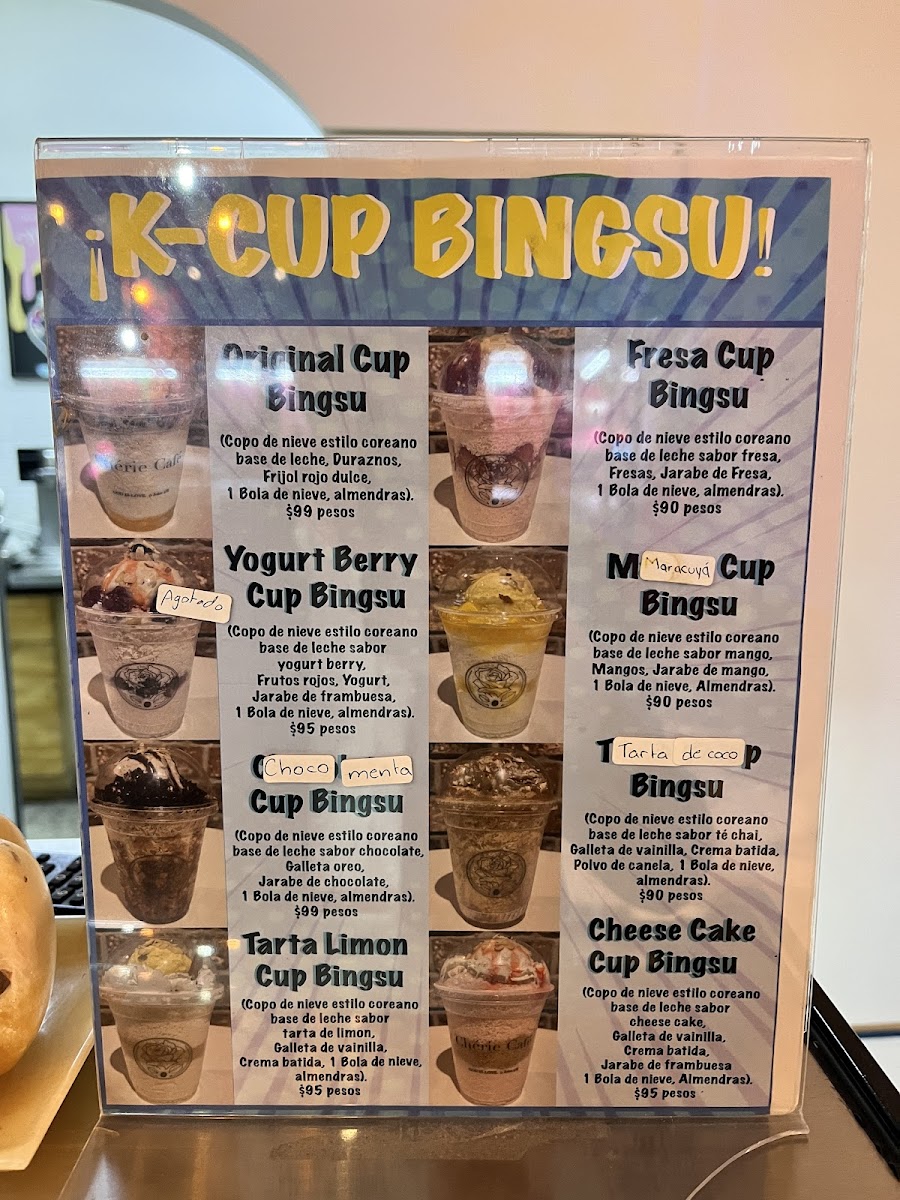 ¡K-CUP BINGSU!!
Original Cup
Bingsu
(Copo de nieve estilo coreano
base de leche, Duraznos,
Frijol rojo dulce,
1 Bola de nieve, almendras).
$99 pesos
Fresa Cup
Bingsu
(Copo de nieve estilo coreano
base de leche sabor fresa,
Fresas, Jarabe de Fresa,
1 Bola de nieve, almendras).
$90 pesos
Agotado
Yogurt Berry
Cup Bingsu
(Copo de nieve estilo coreano
base de leche sabor
yogurt berry,
Frutos rojos, Yogurt,
Jarabe de frambuesa,
1 Bola de nieve, almendras).
$95 pesos
Maracuyá Cup
Bingsu
(Copo de nieve estilo coreano
base de leche sabor mango,
Mangos, Jarabe de mango,
1 Bola de nieve, Almendras).
$90 pesos
Choco menta
Cup Bingsu
(Copo de nieve estilo coreano
base de leche sabor chocolate,
Galleta oreo,
Jarabe de chocolate,
1 Bola de nieve, almendras).
$99 pesos
Tarta de coco
Bingsu
(Copo de nieve estilo coreano
base de leche sabor té chai,
Galleta de vainilla, Crema batida,
Polvo de canela, 1 Bola de nieve,
almendras).
$90 pesos
Tarta Limon
Cup Bingsu
(Copo de nieve estilo coreano
base de leche sabor
tarta de limon,
Galleta de vainilla,
Crema batida, 1 Bola de nieve,
almendras).
$95 pesos
Cheese Cake
Cup Bingsu
(Copo de nieve estilo coreano
base de leche sabor
cheese cake,
Galleta de vainilla,
Crema batida,
Jarabe de frambuesa
1 Bola de nieve, Almendras).
$95 pesos
Chérie Café
Chérie Café